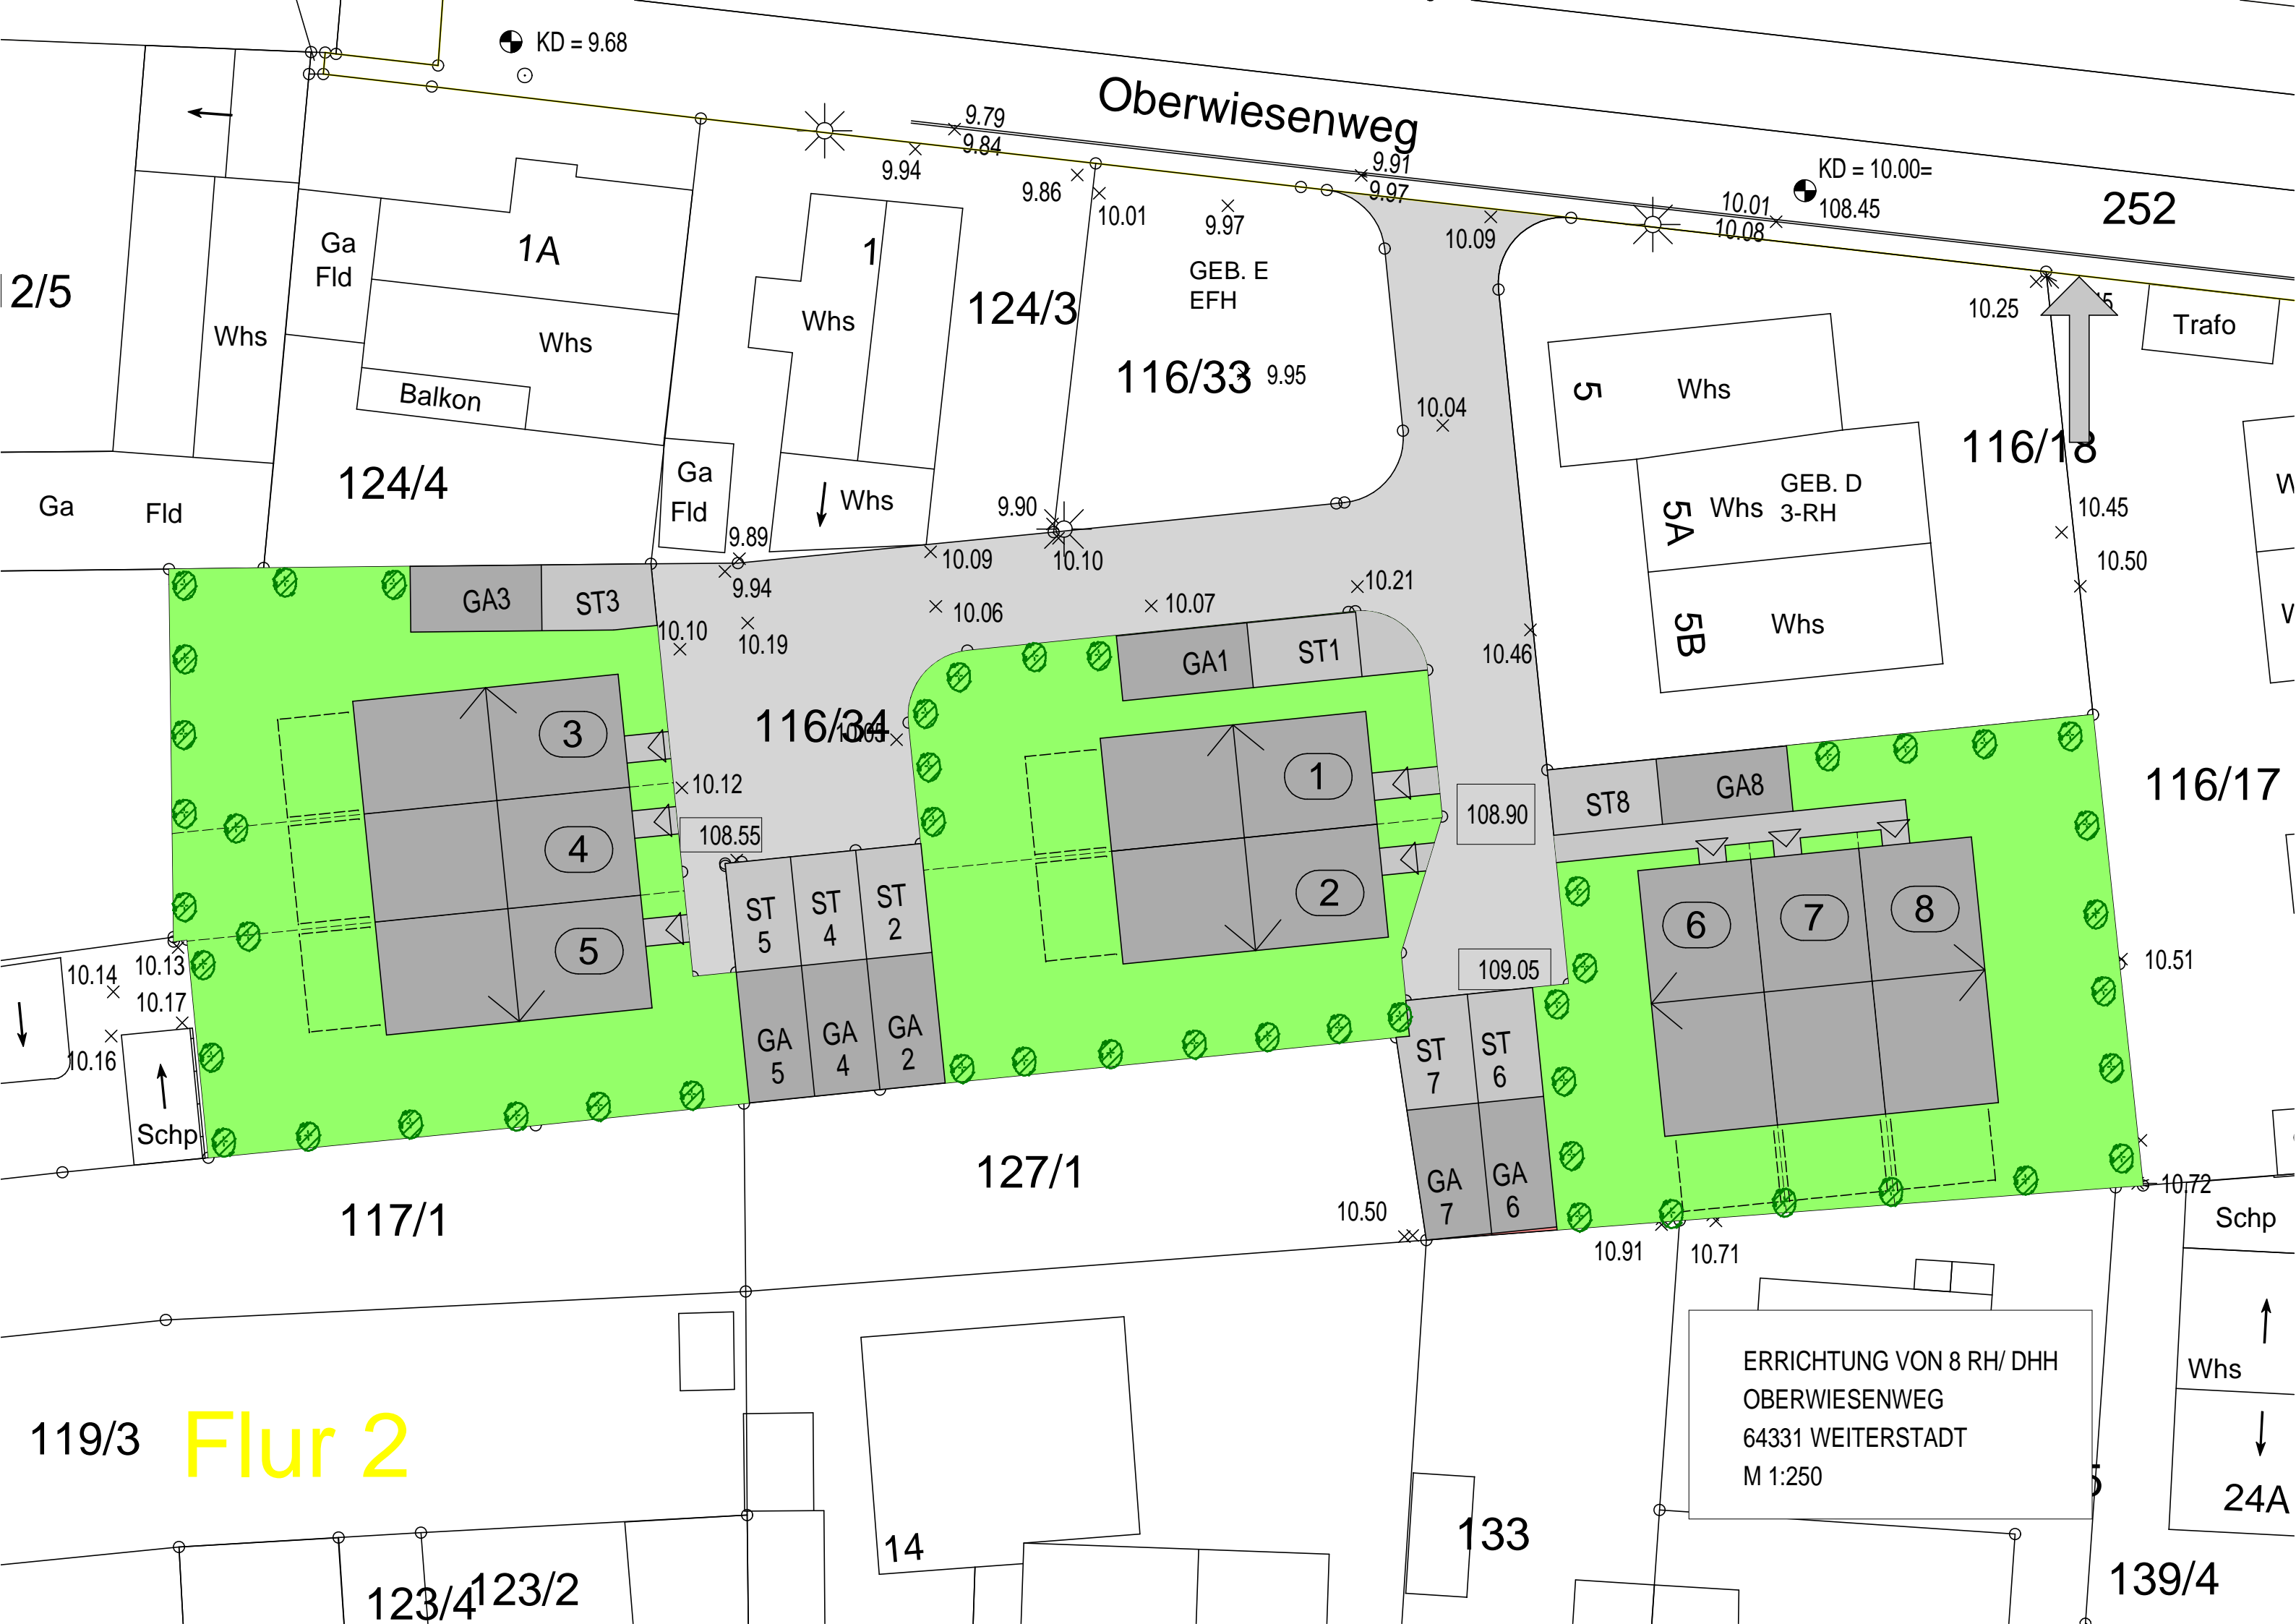 KD = 9.68
Oberwiesenweg
9.79
9.84
9.94
9.91
9.97
9.86
10.01
9.97
10.09
KD = 10.00=
108.45
10.01
10.08
252
Ga
Fld
1A
1
124/3
GEB. E
EFH
10.25
Trafo
12/5
Whs
Whs
Whs
116/33
9.95
5
Whs
Balkon
10.04
116/18
124/4
Ga
Fld
Whs
5A
Whs
GEB. D
3-RH
10.45
Ga
Fld
9.90
9.89
10.09
10.10
10.50
9.94
10.21
GA3
ST3
10.06
10.07
10.10
10.19
5B
Whs
10.46
GA1
ST1
116/34
3
1
10.12
108.55
108.90
ST8
GA8
116/17
4
2
ST
5
ST
4
ST
2
5
6
7
8
10.14
10.13
10.17
10.16
109.05
10.51
GA
5
GA
4
GA
2
ST
7
ST
6
Schp
127/1
GA
7
GA
6
10.72
117/1
10.50
10.91
10.71
Schp
ERRICHTUNG VON 8 RH/ DHH
OBERWIESENWEG
64331 WEITERSTADT
M 1:250
Whs
119/3
Flur 2
24A
14
133
123/4
123/2
139/4